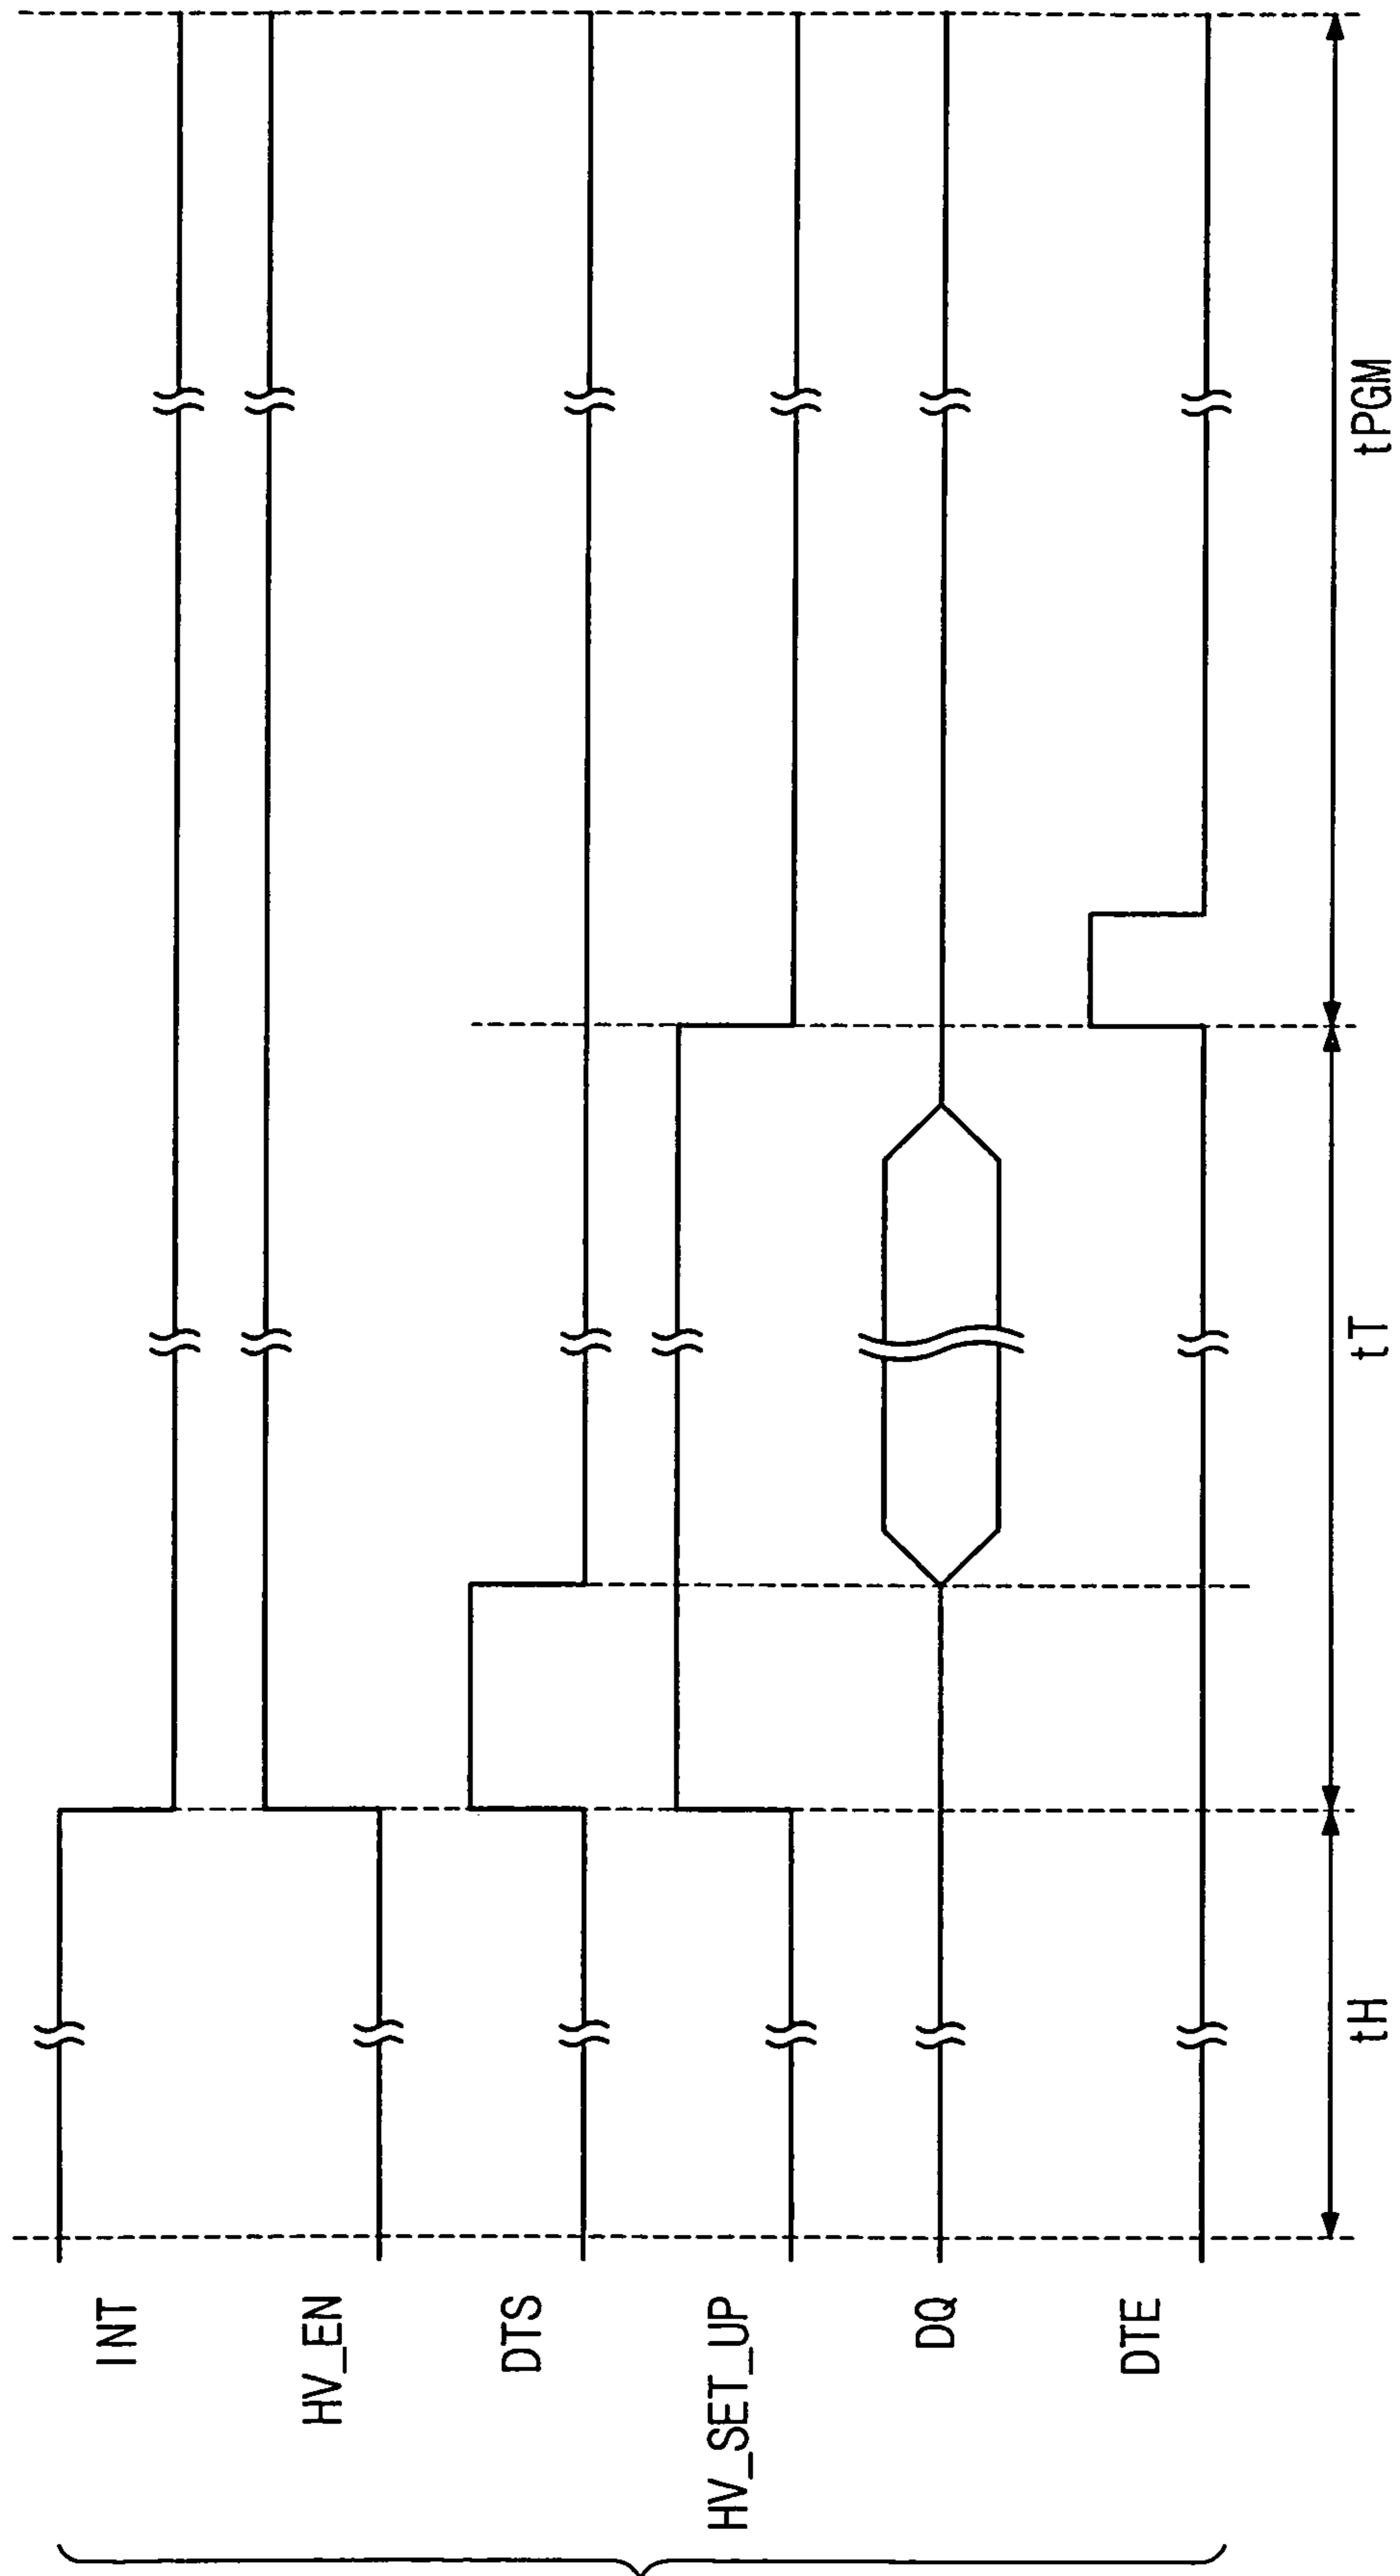 INT
HV_EN
DTS
HV_SET_UP
DQ
DTE
tH
tT
tPGM